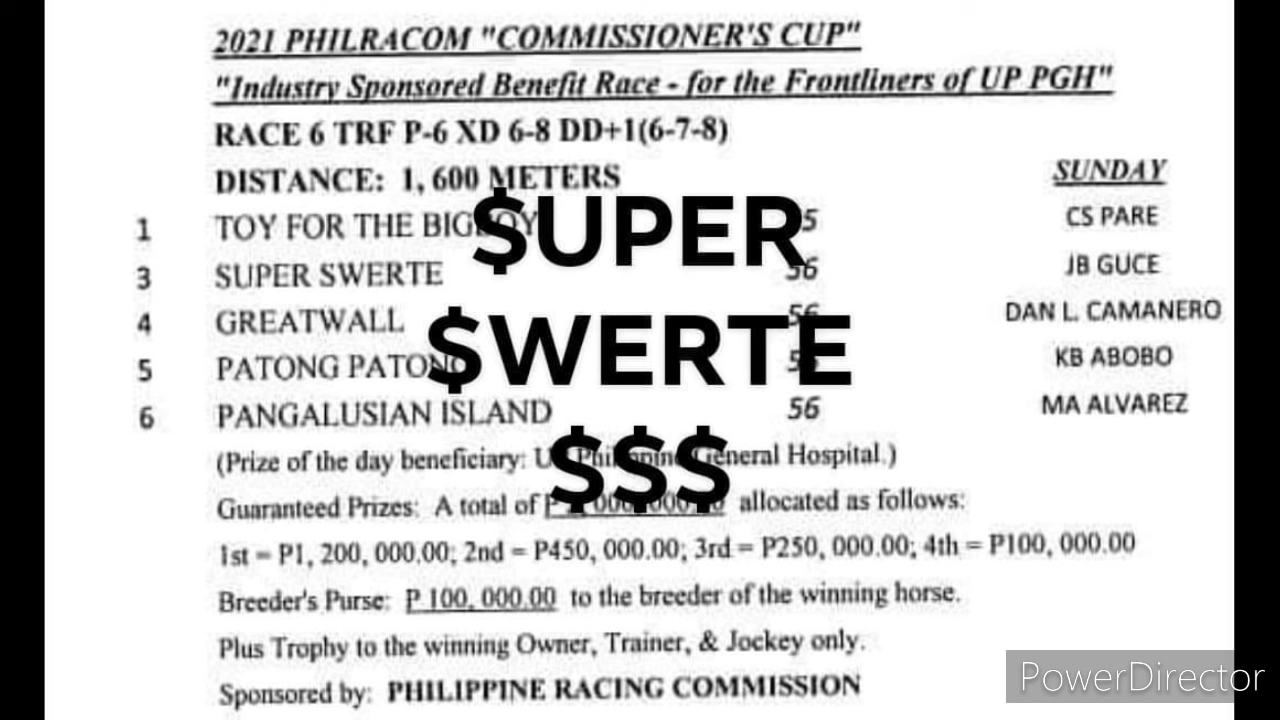 2021 PHILRACOM "COMMISSIONER'S CUP"
"Industry Sponsored Benefit Race - for the Frontliners of UP PGH"
RACE 6 TRF P-6 XD 6-8 DD+1(6-7-8)
DISTANCE: 1, 600 METERS
SUNDAY
1 TOY FOR THE CS PARE
3 SUPER SWERTE 56 JB GUCE
4 GREATWALL DAN L. CAMANERO
5 PATONG KB ABOBO
6 PANGALUSIAN ISLAND 56 MA ALVAREZ
$UPER
$WERTE
$$$
(Prize of the day beneficiary: General Hospital.)
Guaranteed Prizes: A total of allocated as follows:
1st = P1, 200, 000.00; 2nd = P450, 000.00; 3rd = P250, 000.00; 4th = P100, 000.00
Breeder's Purse: P 100, 000.00 to the breeder of the winning horse.
Plus Trophy to the winning Owner, Trainer, & Jockey only.
Sponsored by: PHILIPPINE RACING COMMISSION
PowerDirector